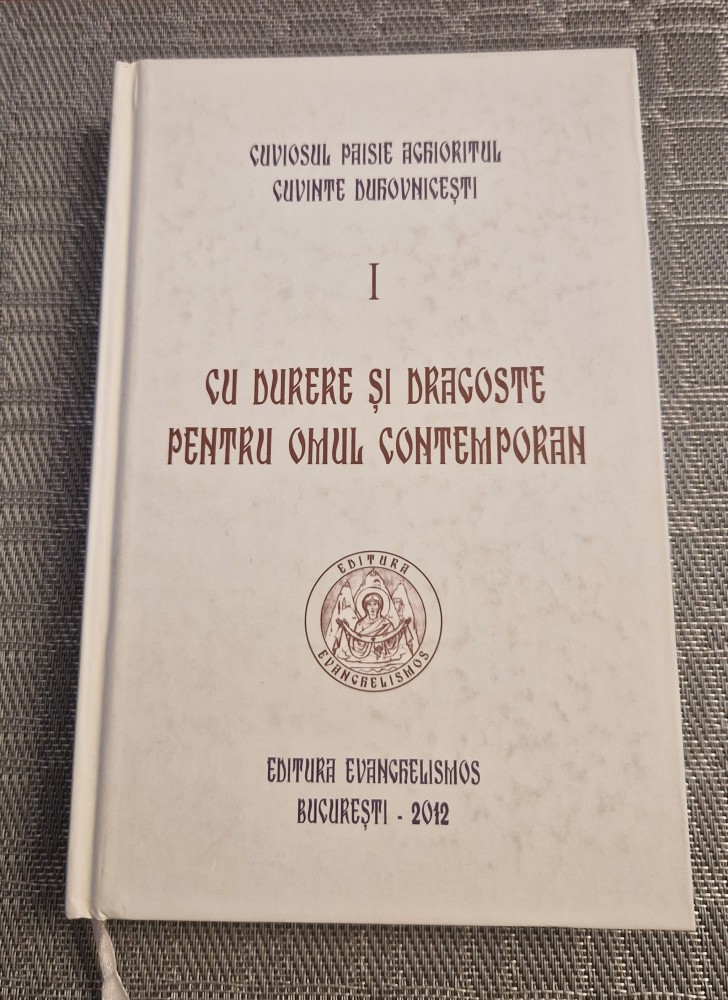 CUVIOSUL PAISIE AGHIORITUL
CUVINTE DUHOVNICEȘTI
I
CU DURERE ȘI DRAGOSTE
PENTRU OMUL CONTEMPORAN
EDITURA
EVANGHELISMOS
EDITURA EVANGHELISMOS
BUCUREȘTI - 2012